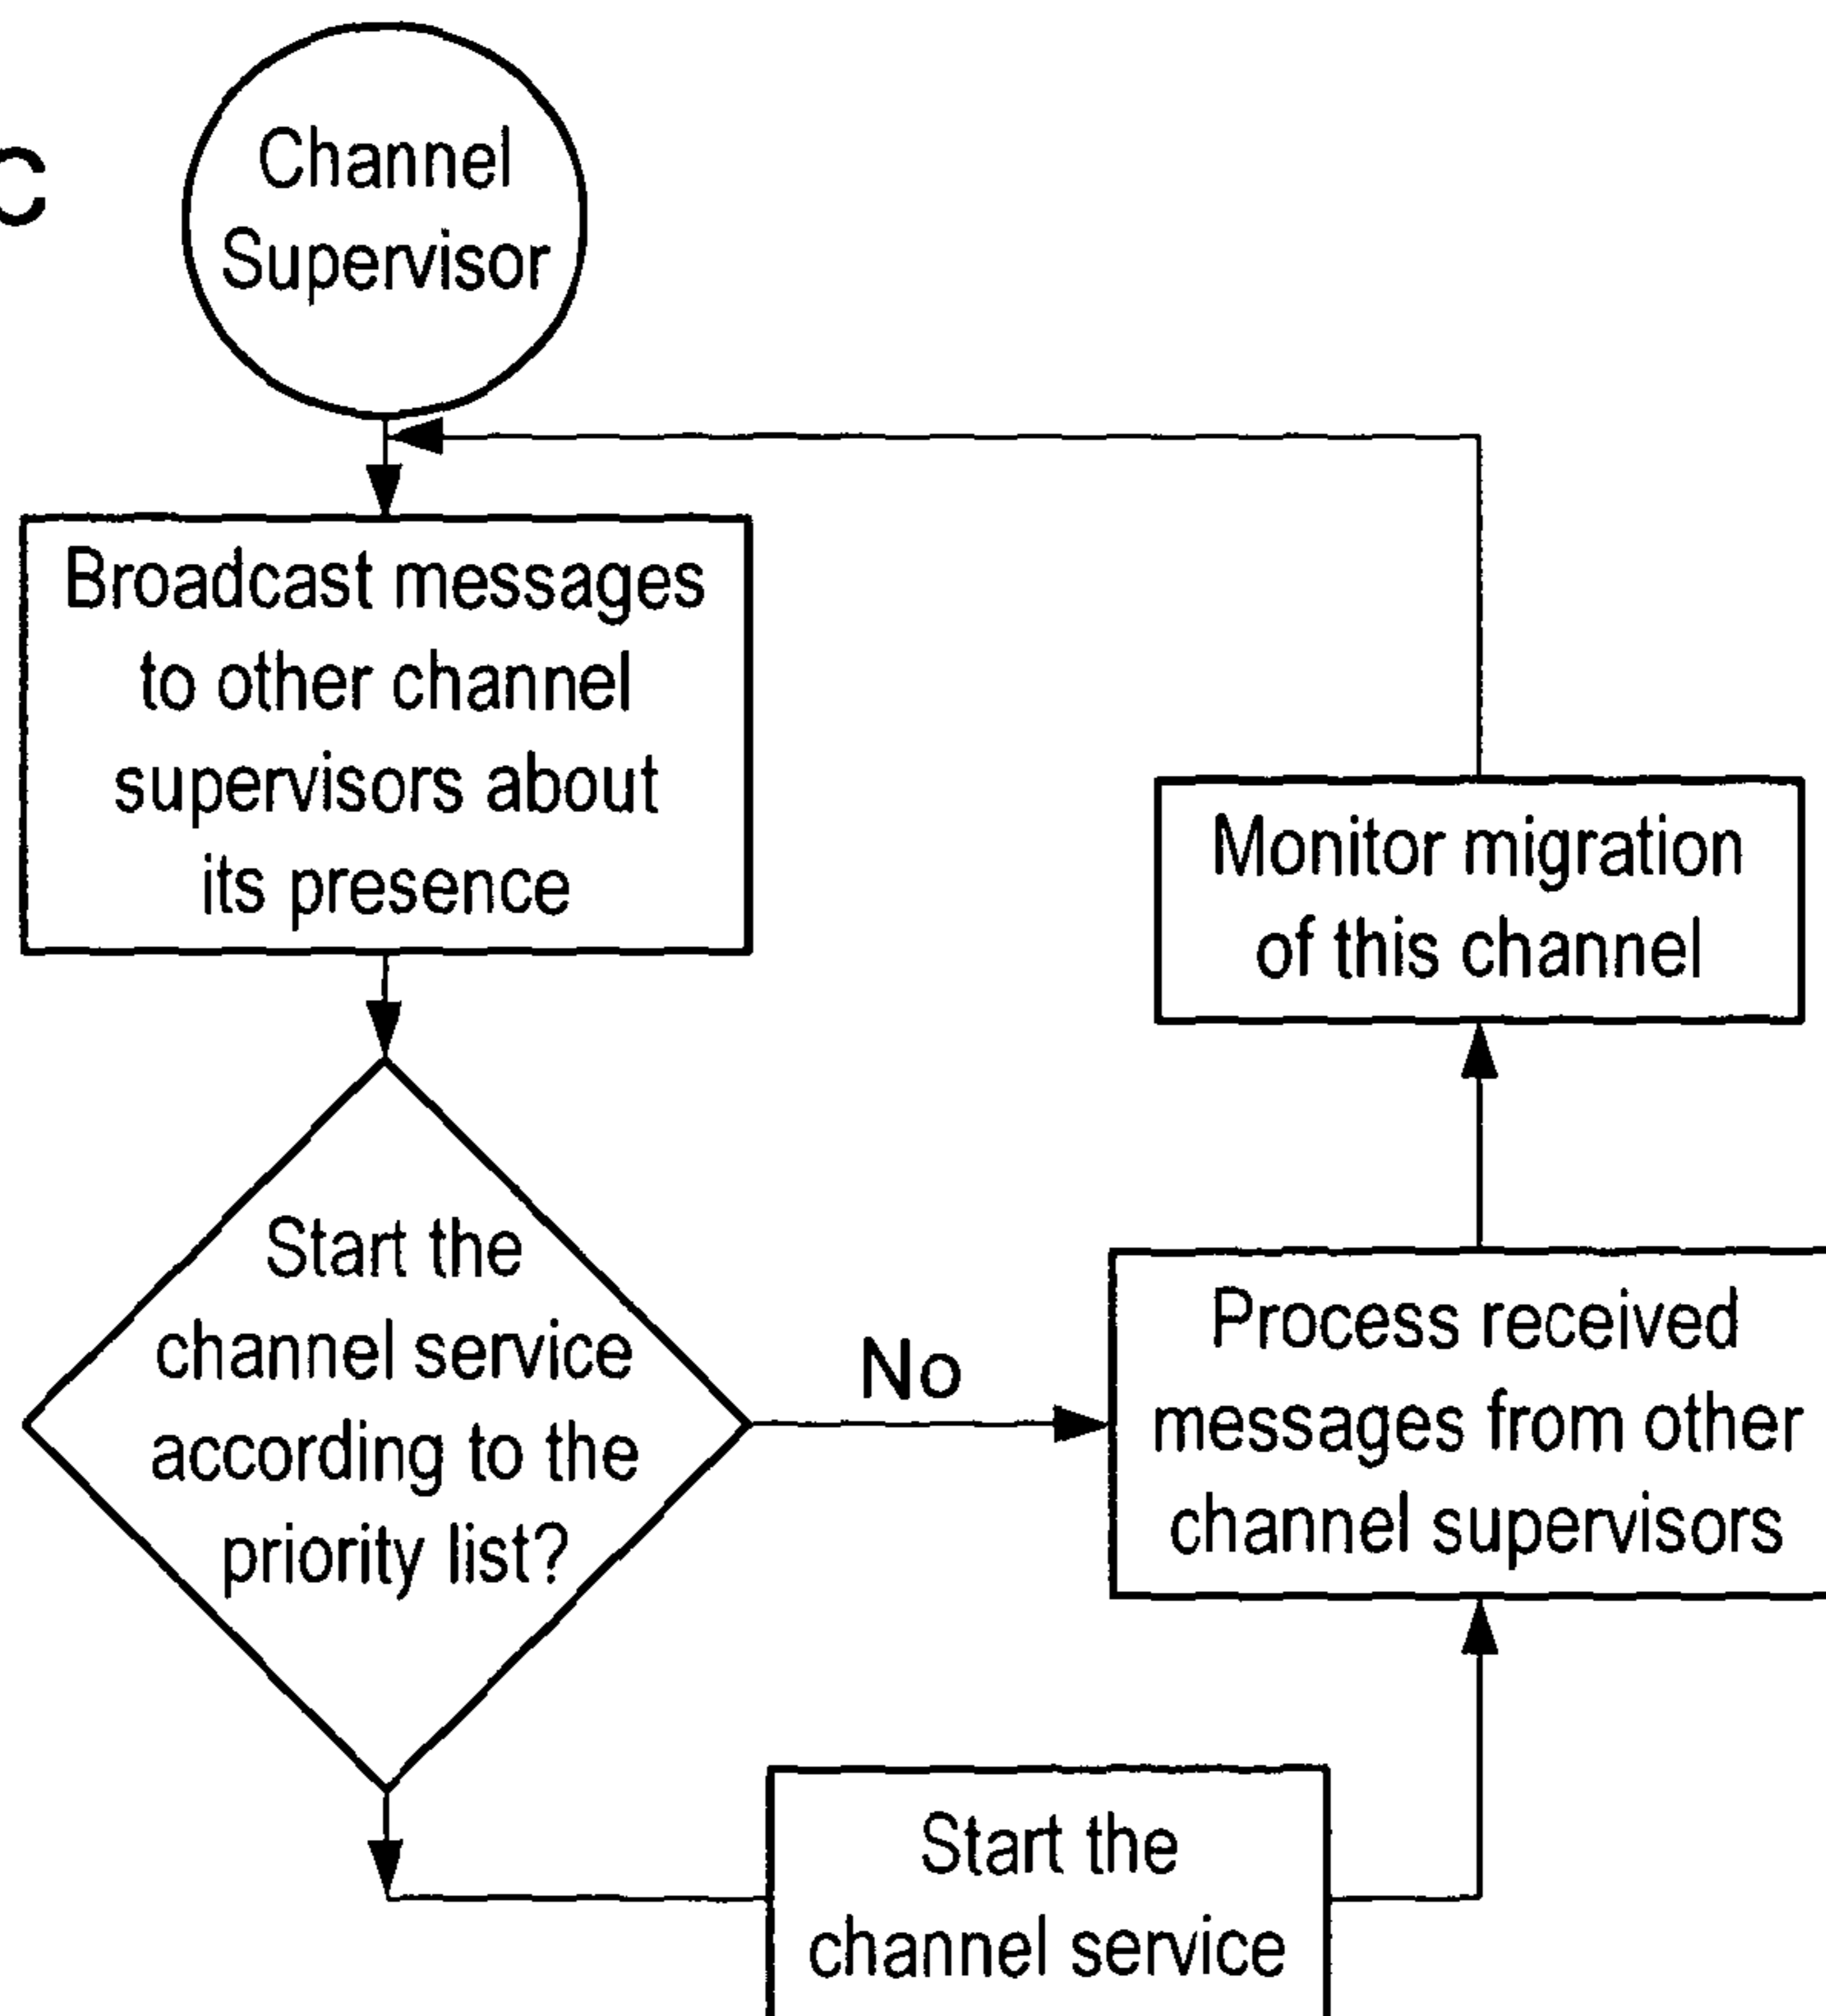 C
Channel
Supervisor
Broadcast messages
to other channel
supervisors about
its presence
Monitor migration
of this channel
Start the
channel service
according to the
priority list?
No
Process received
messages from other
channel supervisors
Start the
channel service